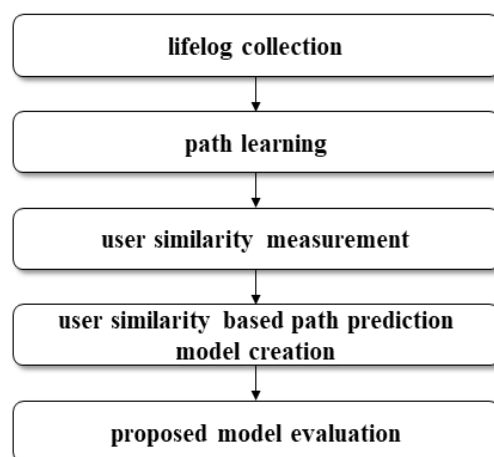 lifelog collection
path learning
user similarity measurement
user similarity based path prediction
model creation
proposed model evaluation